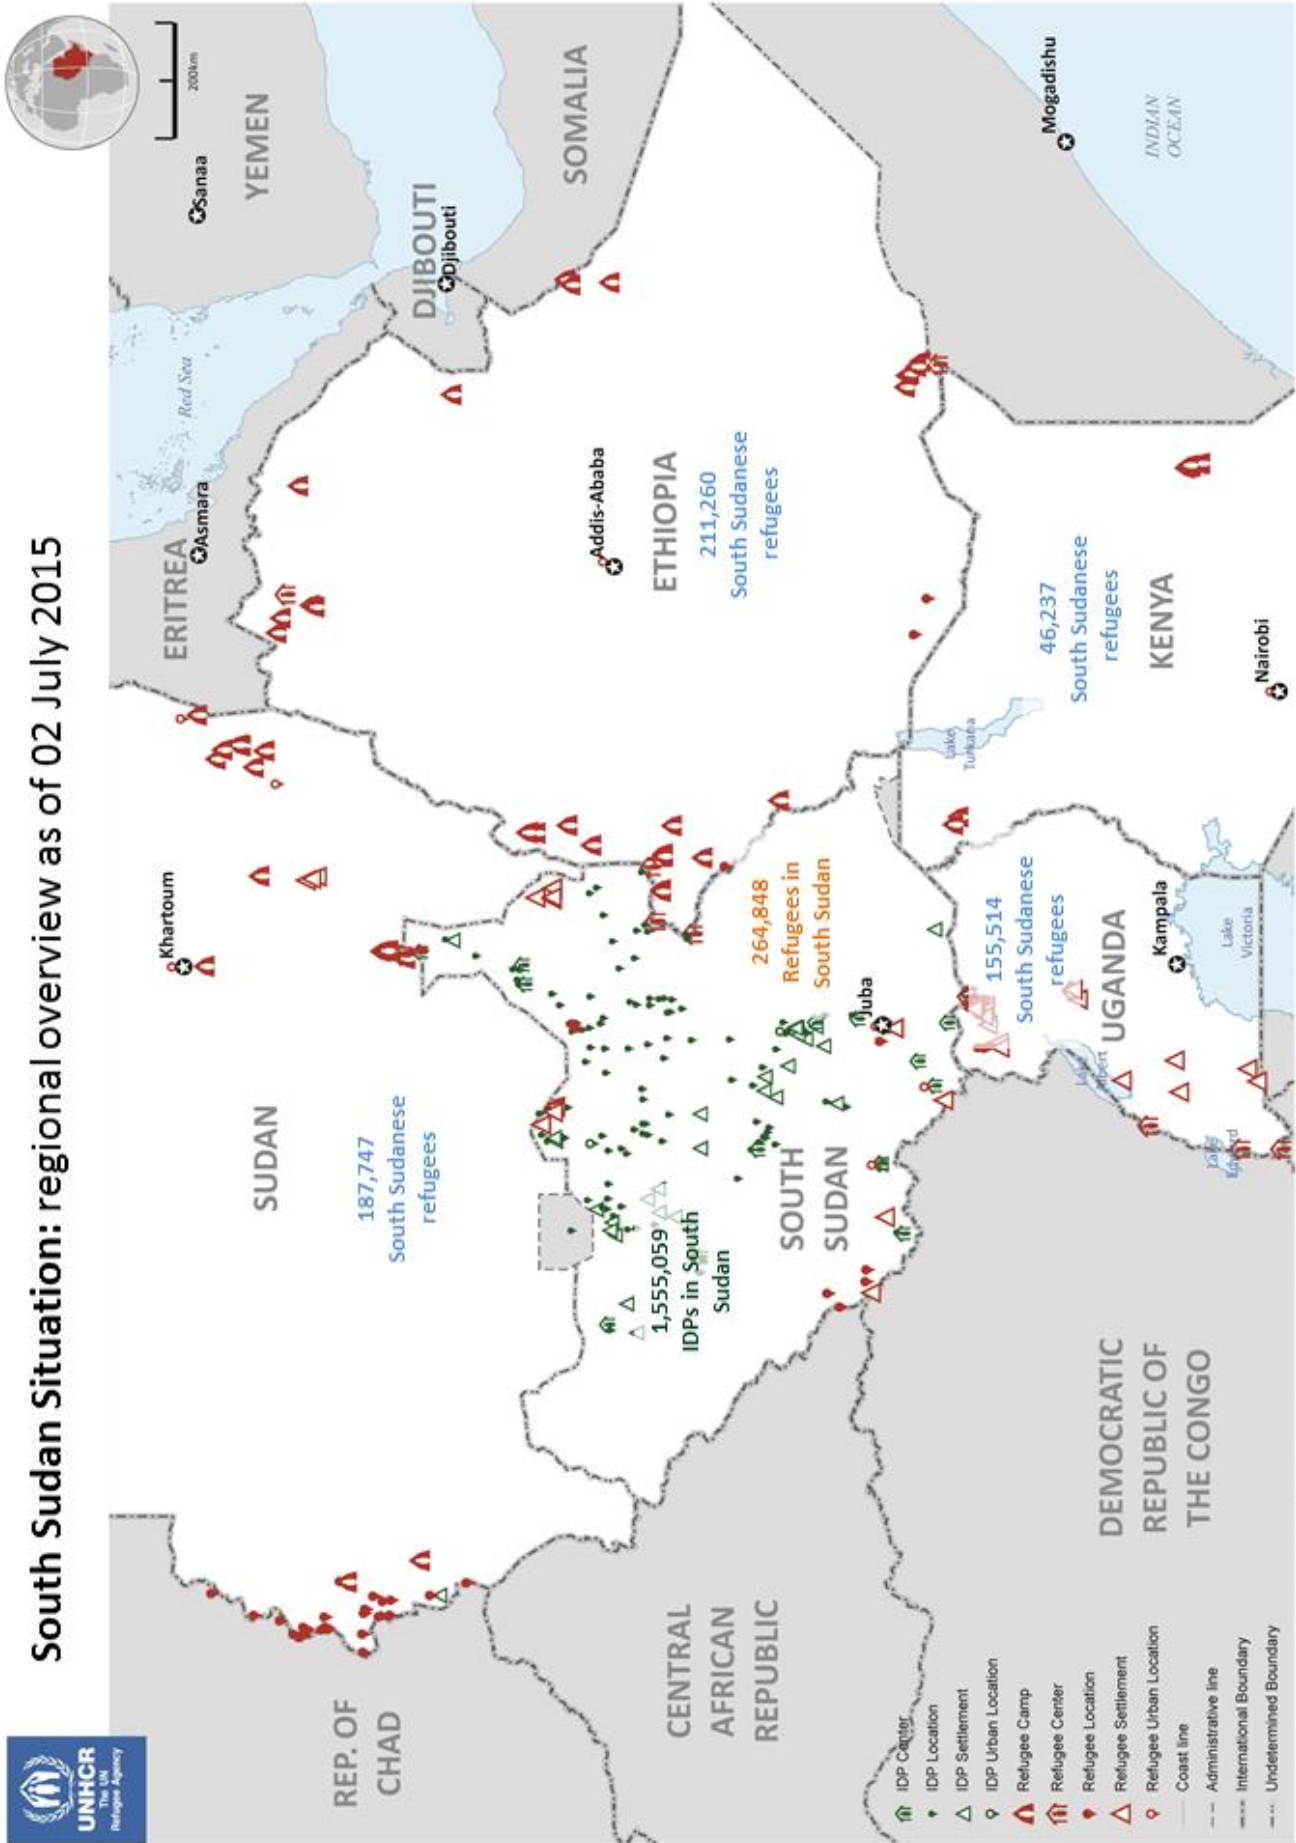 South Sudan Situation: regional overview as of 02 July 2015
UNHCR
The UN
Refugee Agency
200km
Khartoum
ERITREA
Asmara
Red Sea
Sanaa
YEMEN
DJIBOUTI
Djibouti
SOMALIA
SUDAN
187,747
South Sudanese
refugees
REP. OF
CHAD
Addis-Ababa
ETHIOPIA
211,260
South Sudanese
refugees
1,555,059
IDPs in South
Sudan
264,848
Refugees in
South Sudan
SOUTH
SUDAN
Juba
CENTRAL
AFRICAN
REPUBLIC
Lake
Turkana
155,514
South Sudanese
refugees
UGANDA
Kampala
46,237
South Sudanese
refugees
KENYA
Nairobi
Mogadishu
INDIAN
OCEAN
DEMOCRATIC
REPUBLIC OF
THE CONGO
Lake
Albert
Lake
Edward
Lake
Victoria
IDP Center
IDP Location
IDP Settlement
IDP Urban Location
Refugee Camp
Refugee Center
Refugee Location
Refugee Settlement
Refugee Urban Location
Coast line
Administrative line
International Boundary
Undetermined Boundary